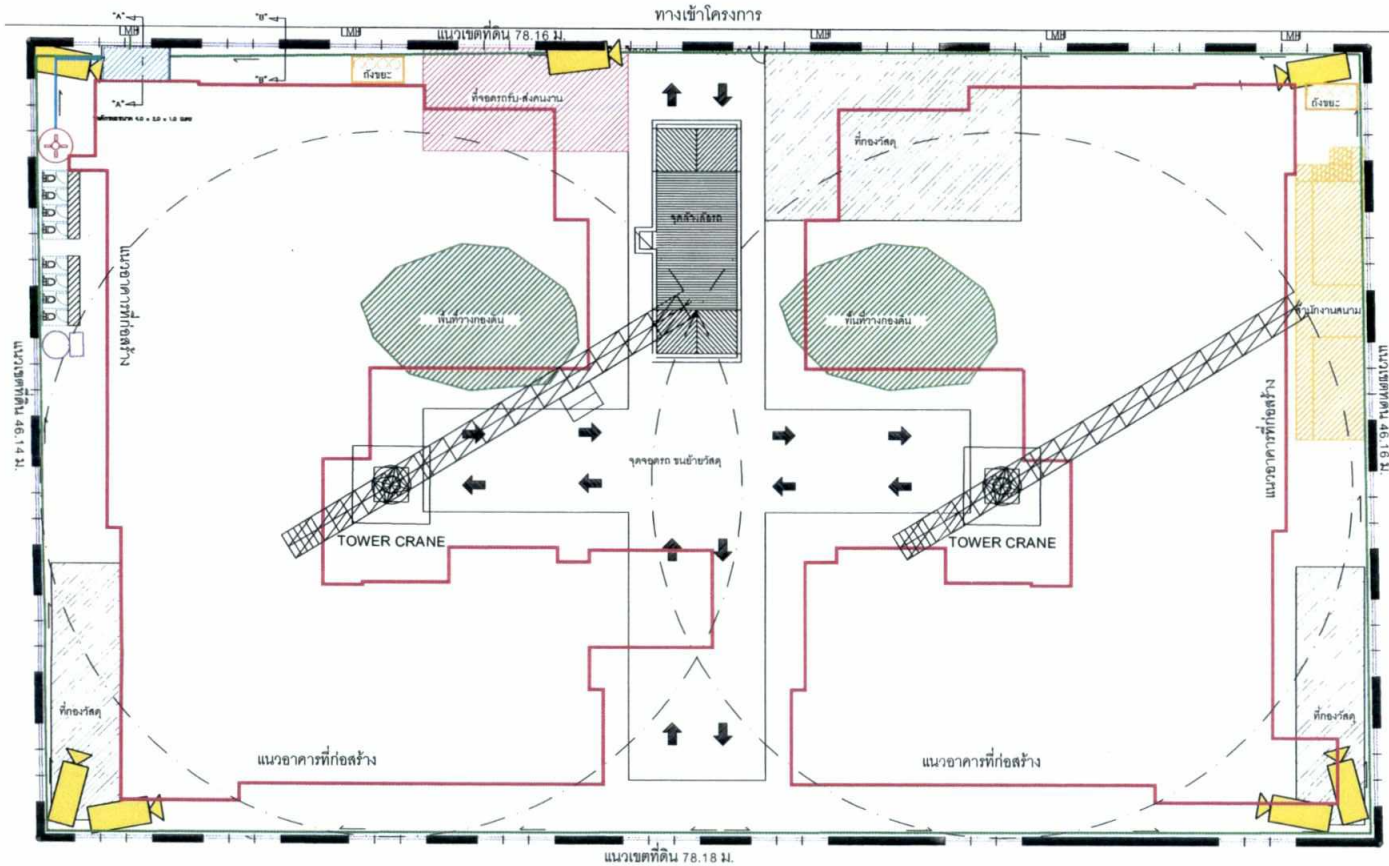 ทางเข้าโครงการ
แนวเขตที่ดิน 78.16 ม.
"A"
"B"
MH
MH
MH
MH
MH
"B"
"A"
ถังขยะ
ที่จอดรถรับ-ส่งคนงาน
ที่กองวัสดุ
ถังขยะ
จุดล้างล้อรถ
แนวอาคารที่ก่อสร้าง
พื้นที่วางกองดิน
พื้นที่วางกองดิน
สำนักงานสนาม
แนวเขตที่ดิน 46.14 ม.
แนวอาคารที่ก่อสร้าง
แนวเขตที่ดิน 46.16 ม.
จุดจอดรถ ขนย้ายวัสดุ
TOWER CRANE
TOWER CRANE
ที่กองวัสดุ
ที่กองวัสดุ
แนวอาคารที่ก่อสร้าง
แนวอาคารที่ก่อสร้าง
แนวเขตที่ดิน 78.18 ม.